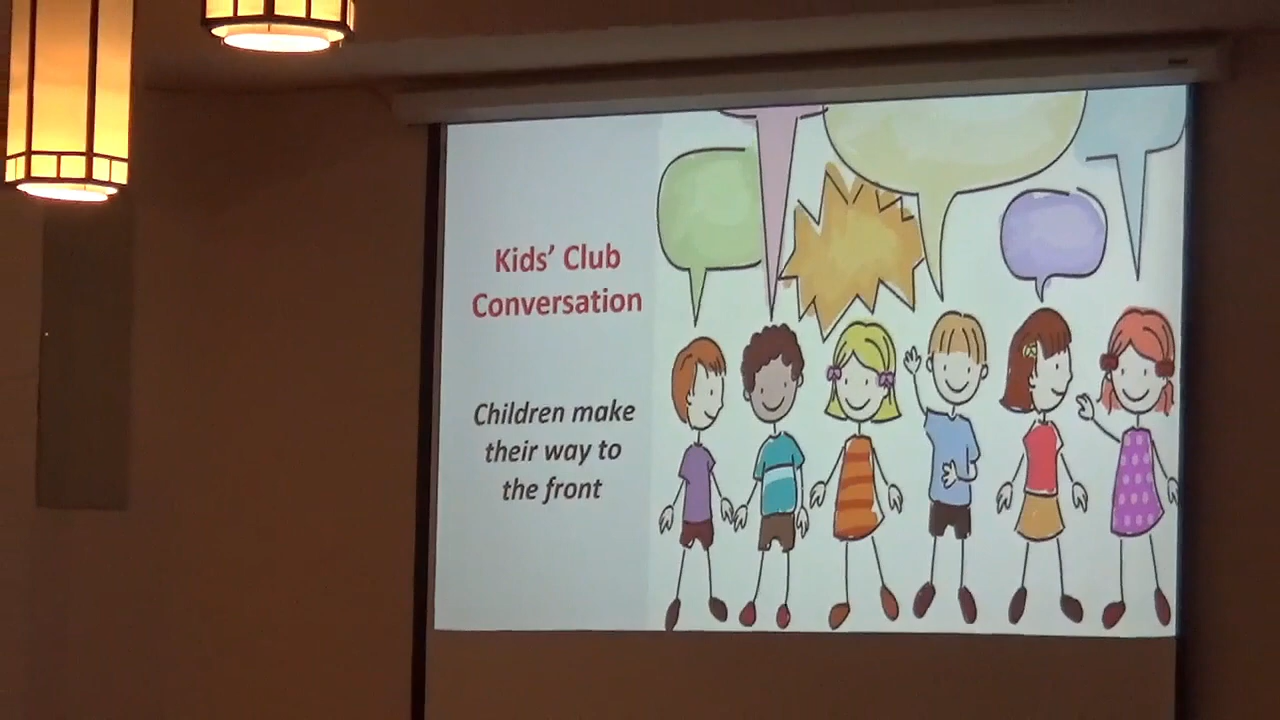 Kids’ Club
Conversation
Children make
their way to
the front